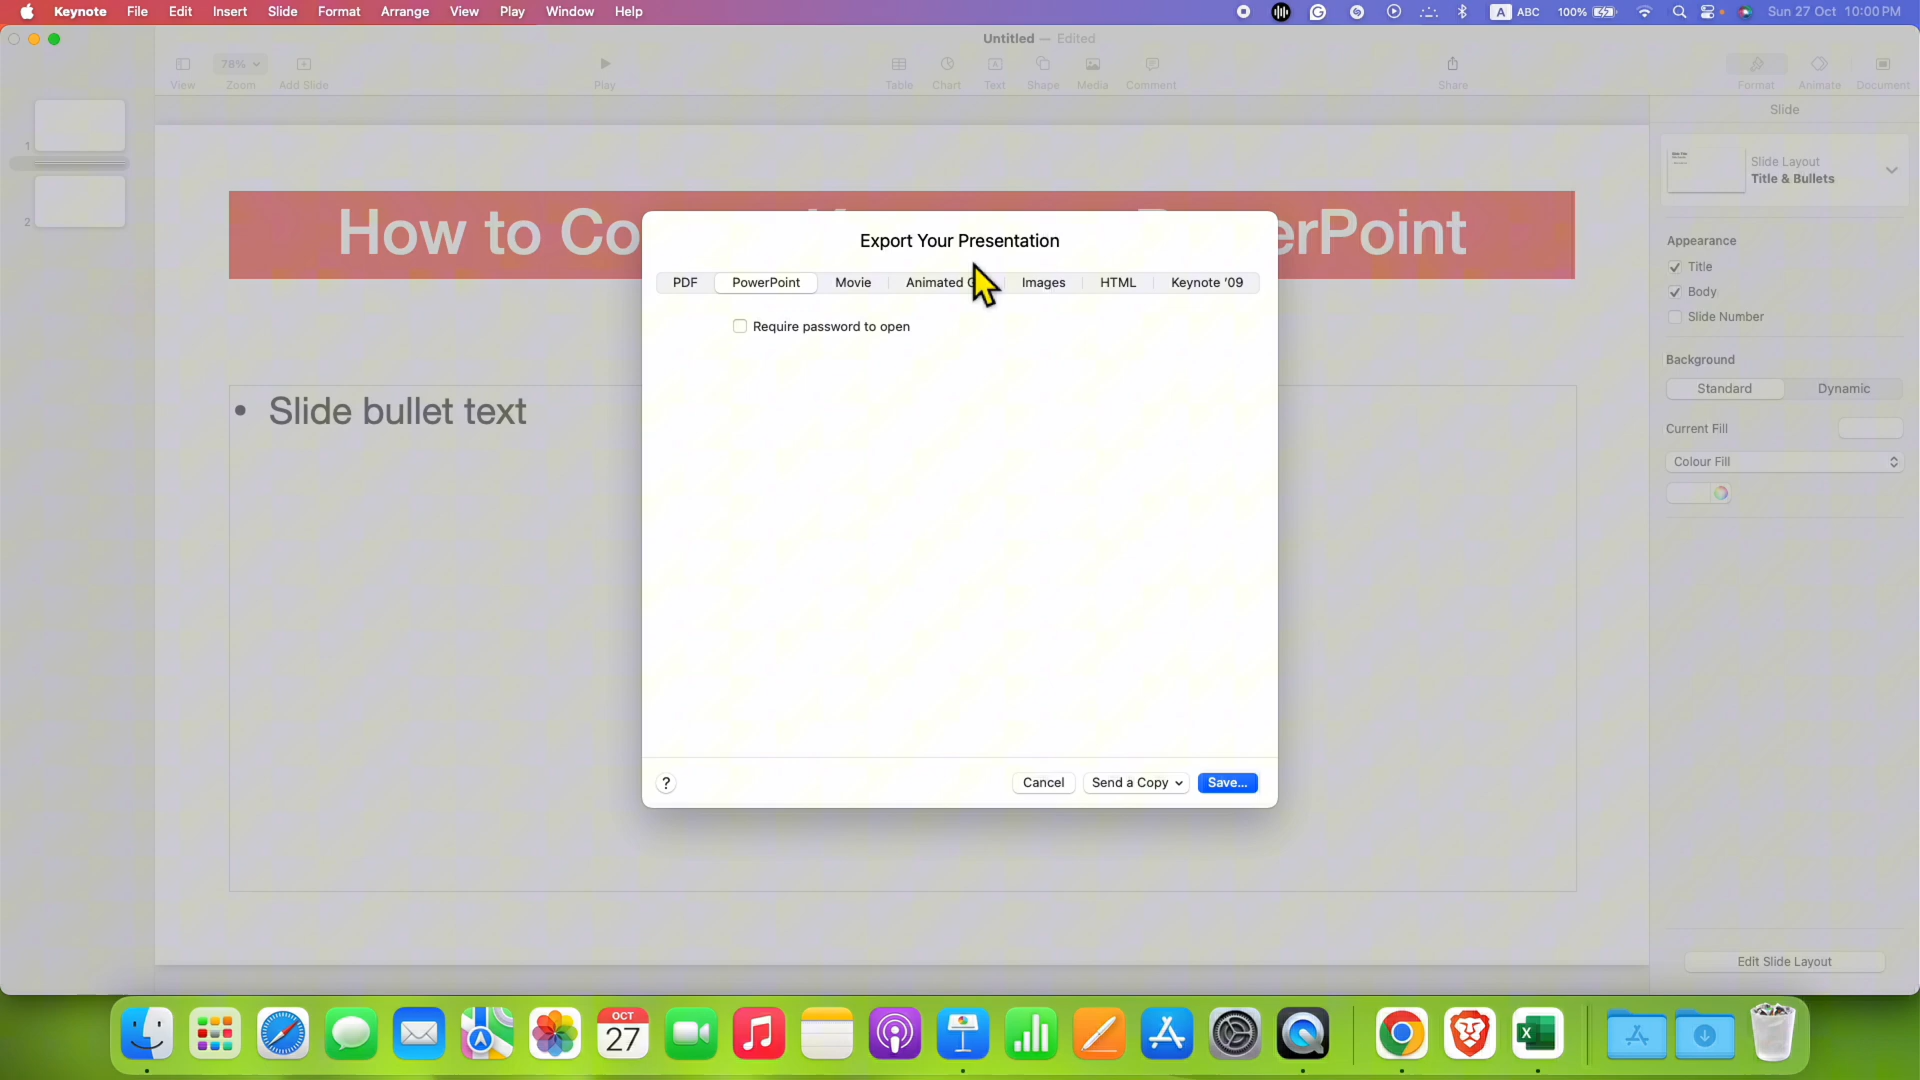 Keynote File Edit Insert Slide Format Arrange View Play Window Help
A ABC 100% Sun 27 Oct 10:00 PM
Untitled — Edited
78%
View Zoom Add Slide Play Table Chart Text Shape Media Comment Share Format Animate Document
Slide
1
2
How to Co
erPoint
• Slide bullet text
Export Your Presentation
PDF PowerPoint Movie Animated Images HTML Keynote '09
Require password to open
? Cancel Send a Copy Save...
Slide Layout
Title & Bullets
Appearance
Title
Body
Slide Number
Background
Standard Dynamic
Current Fill
Colour Fill
Edit Slide Layout
OCT
27